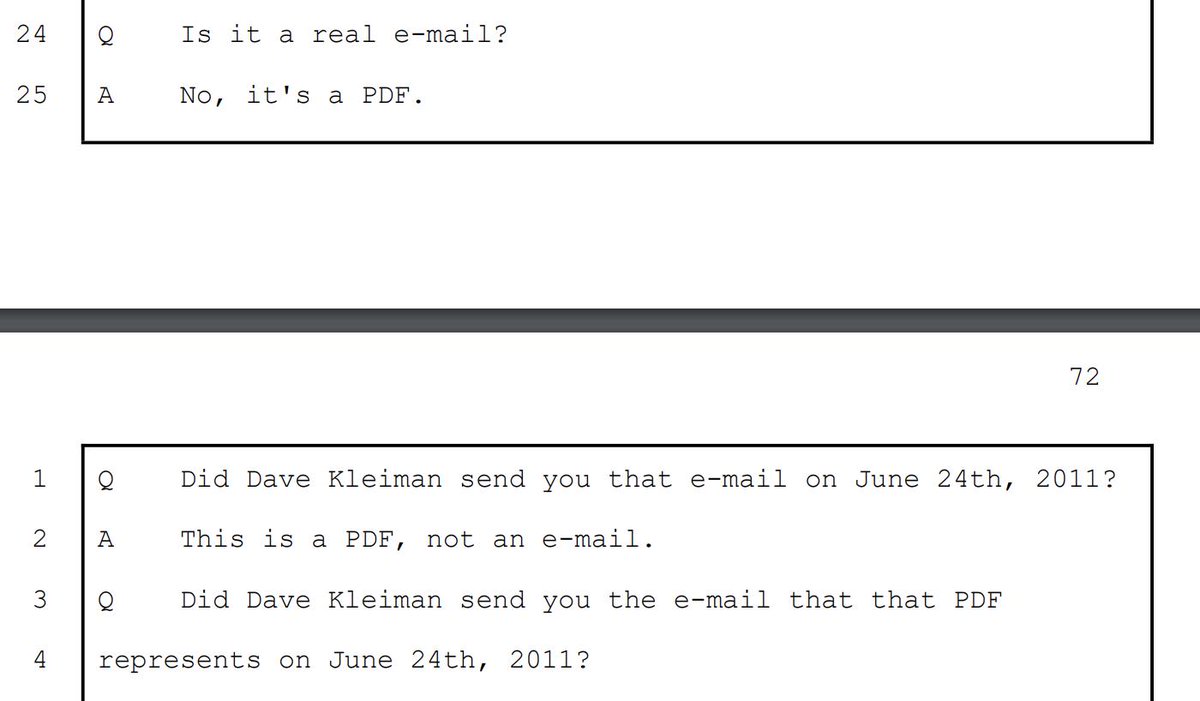 24 Q Is it a real e-mail?
25 A No, it's a PDF.
72
1 Q Did Dave Kleiman send you that e-mail on June 24th, 2011?
2 A This is a PDF, not an e-mail.
3 Q Did Dave Kleiman send you the e-mail that that PDF
4 represents on June 24th, 2011?